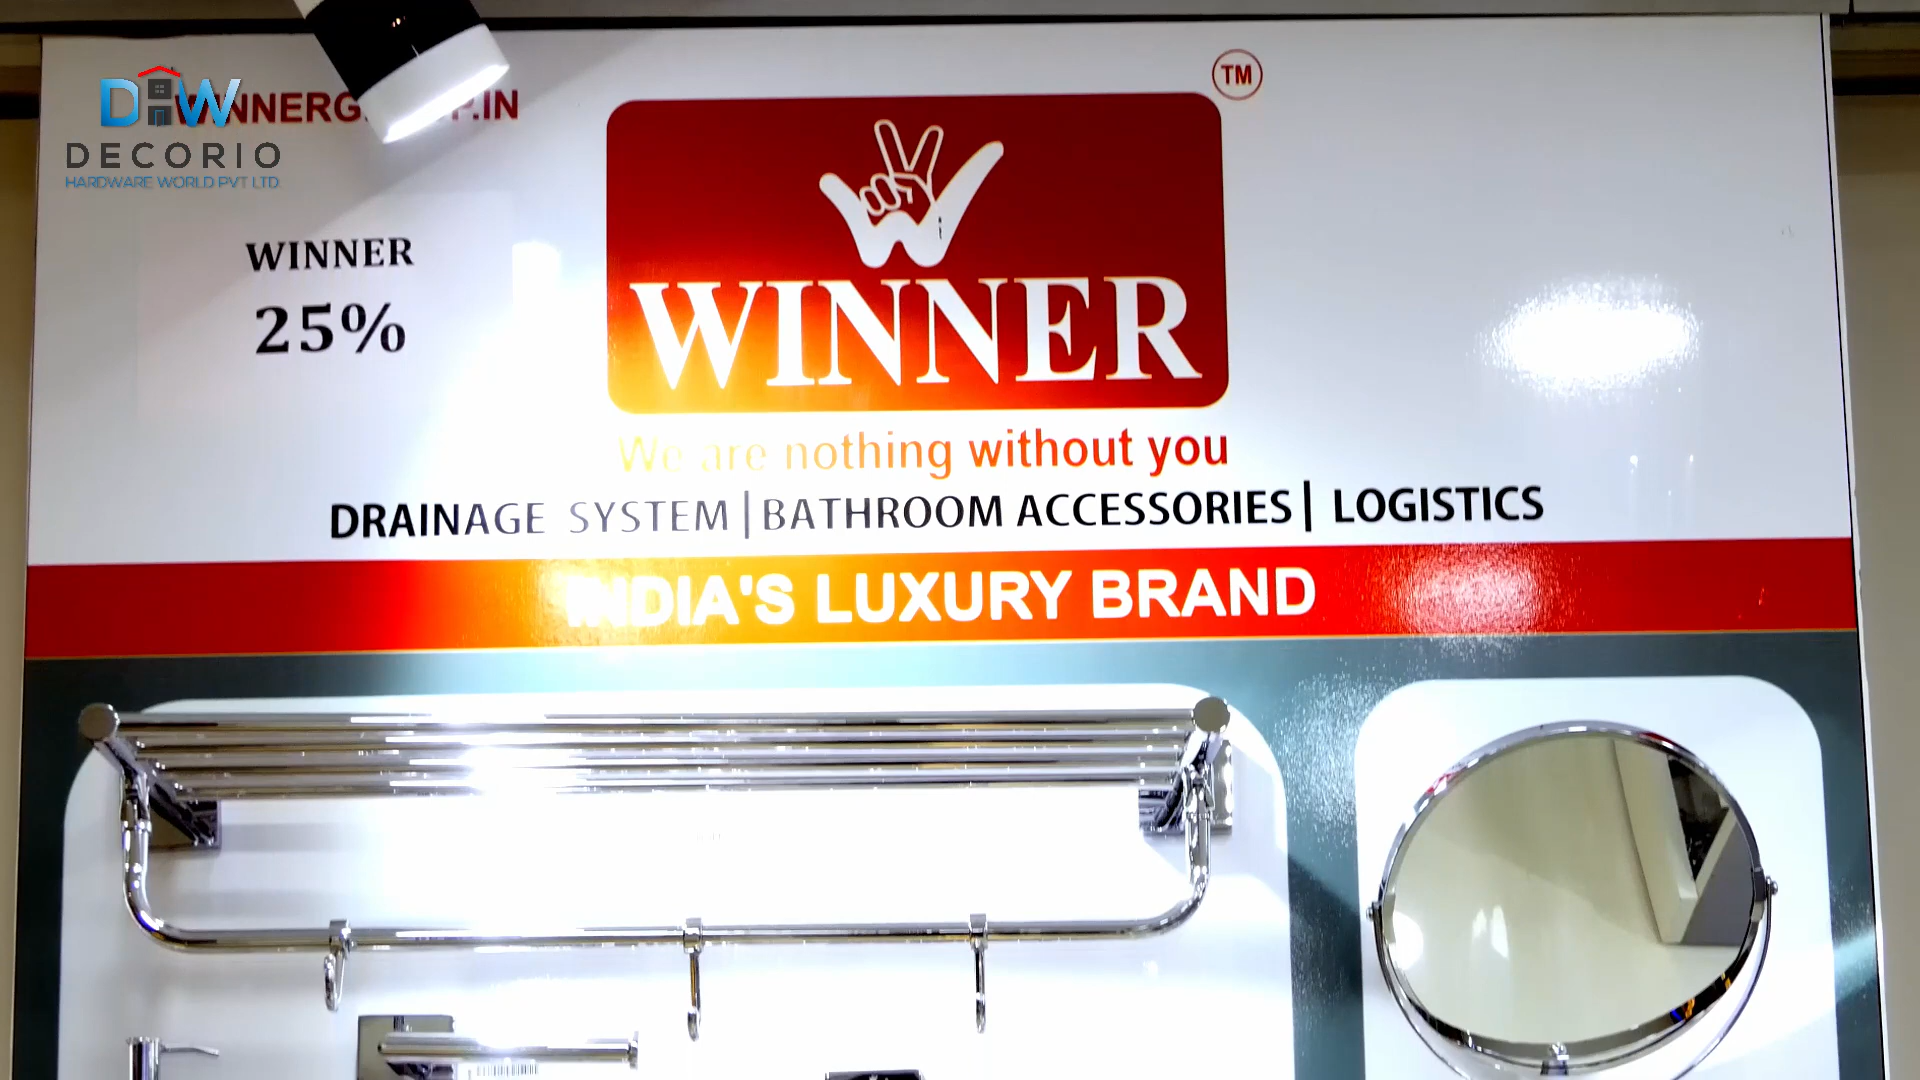 DHW
DECORIO
HARDWARE WORLD PVT LTD
TM
WINNER
25%
WINNER
We are nothing without you
DRAINAGE SYSTEM | BATHROOM ACCESSORIES | LOGISTICS
INDIA'S LUXURY BRAND